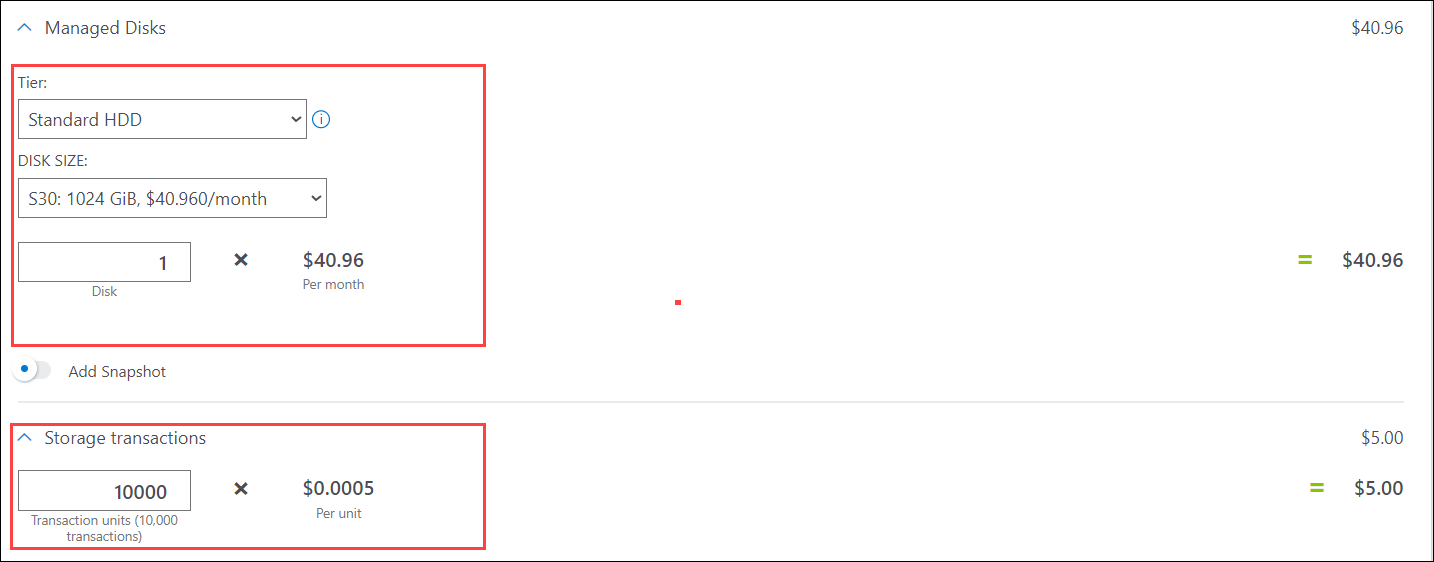 Managed Disks $40.96
Tier:
Standard HDD
DISK SIZE:
S30: 1024 GiB, $40.960/month
1 × $40.96 = $40.96
Disk Per month
Add Snapshot
Storage transactions $5.00
10000 × $0.0005 = $5.00
Transaction units (10,000 Per unit
transactions)